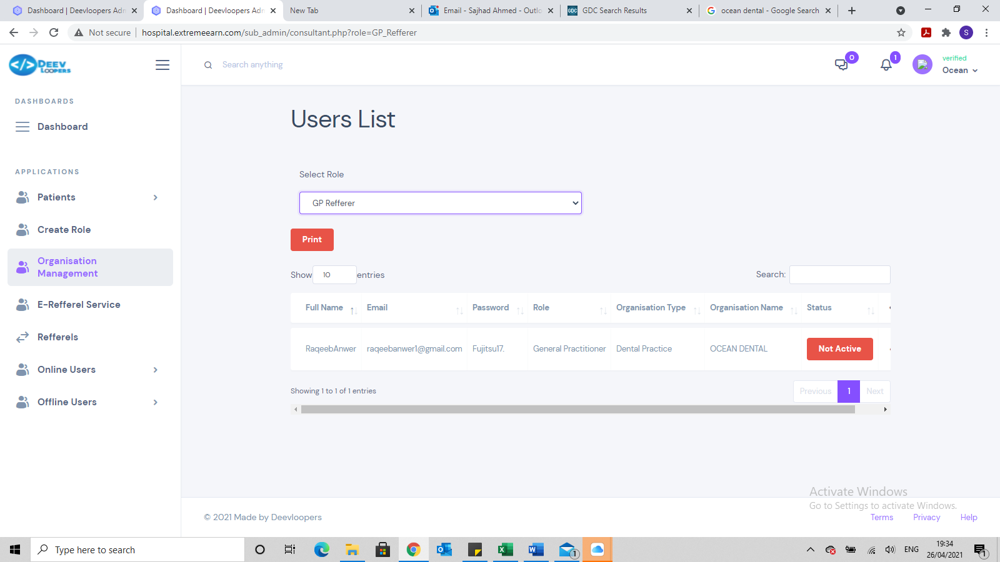 Dashboard | Deevloopers Adm
Dashboard | Deevloopers Adm
New Tab
Email - Sajhad Ahmed - Outlo
GDC Search Results
ocean dental - Google Search
Not secure
hospital.extremeearn.com/sub_admin/consultant.php?role=GP_Refferer
S
</> DEEV LOOPERS
Search anything
0
1
verified
Ocean
DASHBOARDS
Dashboard
APPLICATIONS
Patients
Create Role
Organisation
Management
E-Refferel Service
Refferels
Online Users
Offline Users
Users List
Select Role
GP Refferer
Print
Show 10 entries
Search:
Full Name Email Password Role Organisation Type Organisation Name Status
RaqeebAnwer raqeebanwer1@gmail.com Fujitsu17. General Practitioner Dental Practice OCEAN DENTAL Not Active
Showing 1 to 1 of 1 entries
Previous 1 Next
Activate Windows
Go to Settings to activate Windows.
© 2021 Made by Deevloopers
Terms Privacy Help
Type here to search
1
ENG
19:34
26/04/2021
1